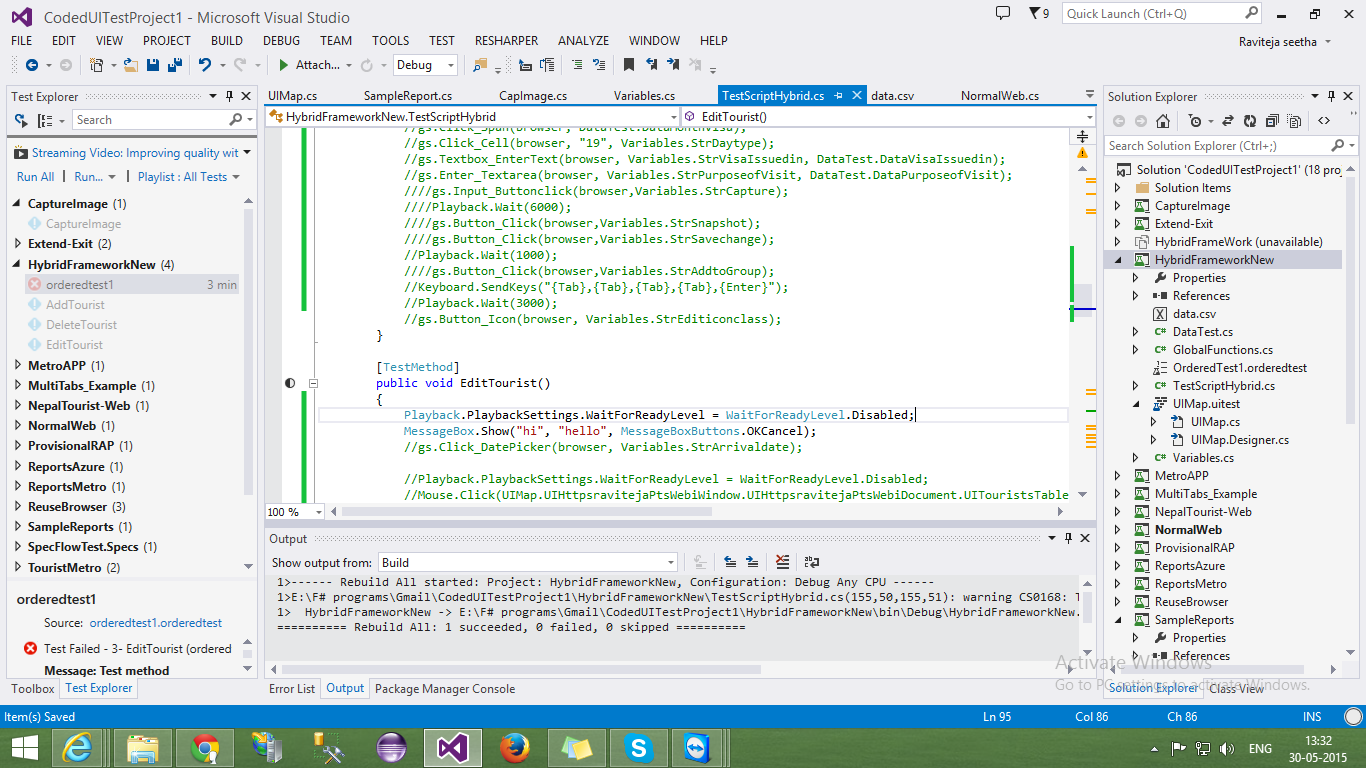 CodedUITestProject1 - Microsoft Visual Studio
9
Quick Launch (Ctrl+Q)
FILE EDIT VIEW PROJECT BUILD DEBUG TEAM TOOLS TEST RESHARPER ANALYZE WINDOW HELP
Raviteja seetha
Attach... Debug
Test Explorer
Search
Streaming Video: Improving quality wit
Run All | Run... | Playlist : All Tests
CaptureImage (1)
CaptureImage
Extend-Exit (2)
HybridFrameworkNew (4)
orderedtest1 3 min
AddTourist
DeleteTourist
EditTourist
MetroAPP (1)
MultiTabs_Example (1)
NepalTourist-Web (1)
NormalWeb (1)
ProvisionalRAP (1)
ReportsAzure (1)
ReportsMetro (1)
ReuseBrowser (3)
SampleReports (1)
SpecFlowTest.Specs (1)
TouristMetro (2)
orderedtest1
Source: orderedtest1.orderedtest
Test Failed - 3- EditTourist (ordered
Message: Test method
Toolbox Test Explorer
UIMap.cs SampleReport.cs CapImage.cs Variables.cs TestScriptHybrid.cs data.csv NormalWeb.cs
HybridFrameworkNew.TestScriptHybrid EditTourist()
//gs.Click_Span(browser, DataTest.DataMonthVisa);
//gs.Click_Cell(browser, "19", Variables.StrDaytype);
//gs.Textbox_EnterText(browser, Variables.StrVisaIssuedin, DataTest.DataVisaIssuedin);
//gs.Enter_Textarea(browser, Variables.StrPurposeofVisit, DataTest.DataPurposeofVisit);
////gs.Input_Buttonclick(browser,Variables.StrCapture);
////Playback.Wait(6000);
////gs.Button_Click(browser,Variables.StrSnapshot);
////gs.Button_Click(browser,Variables.StrSavechange);
//Playback.Wait(1000);
////gs.Button_Click(browser,Variables.StrAddtoGroup);
//Keyboard.SendKeys("{Tab},{Tab},{Tab},{Tab},{Enter}");
//Playback.Wait(3000);
//gs.Button_Icon(browser, Variables.StrEditiconclass);
}
[TestMethod]
public void EditTourist()
{
Playback.PlaybackSettings.WaitForReadyLevel = WaitForReadyLevel.Disabled;
MessageBox.Show("hi", "hello", MessageBoxButtons.OKCancel);
//gs.Click_DatePicker(browser, Variables.StrArrivaldate);
//Playback.PlaybackSettings.WaitForReadyLevel = WaitForReadyLevel.Disabled;
//Mouse.Click(UIMap.UIHttpsravitejaPtsWebiWindow.UIHttpsravitejaPtsWebiDocument.UITouristsTable
100 %
Output
Show output from: Build
1>------ Rebuild All started: Project: HybridFrameworkNew, Configuration: Debug Any CPU ------
1>E:\F# programs\Gmail\CodedUITestProject1\HybridFrameworkNew\TestScriptHybrid.cs(155,50,155,51): warning CS0168: T
1> HybridFrameworkNew -> E:\F# programs\Gmail\CodedUITestProject1\HybridFrameworkNew\bin\Debug\HybridFrameworkNew.
========== Rebuild All: 1 succeeded, 0 failed, 0 skipped ==========
Error List Output Package Manager Console
Solution Explorer
Search Solution Explorer (Ctrl+;)
Solution 'CodedUITestProject1' (18 proj
Solution Items
CaptureImage
Extend-Exit
HybridFrameWork (unavailable)
HybridFrameworkNew
Properties
References
data.csv
DataTest.cs
GlobalFunctions.cs
OrderedTest1.orderedtest
TestScriptHybrid.cs
UIMap.uitest
UIMap.cs
UIMap.Designer.cs
Variables.cs
MetroAPP
MultiTabs_Example
NepalTourist-Web
NormalWeb
ProvisionalRAP
ReportsAzure
ReportsMetro
ReuseBrowser
SampleReports
Properties
References
Activate Windows
Go to PC settings to activate Windows.
Solution Explorer Class View
Item(s) Saved Ln 95 Col 86 Ch 86 INS
ENG
13:32
30-05-2015